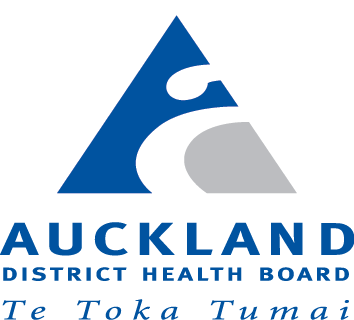 AUCKLAND
DISTRICT HEALTH BOARD
Te Toka Tumai